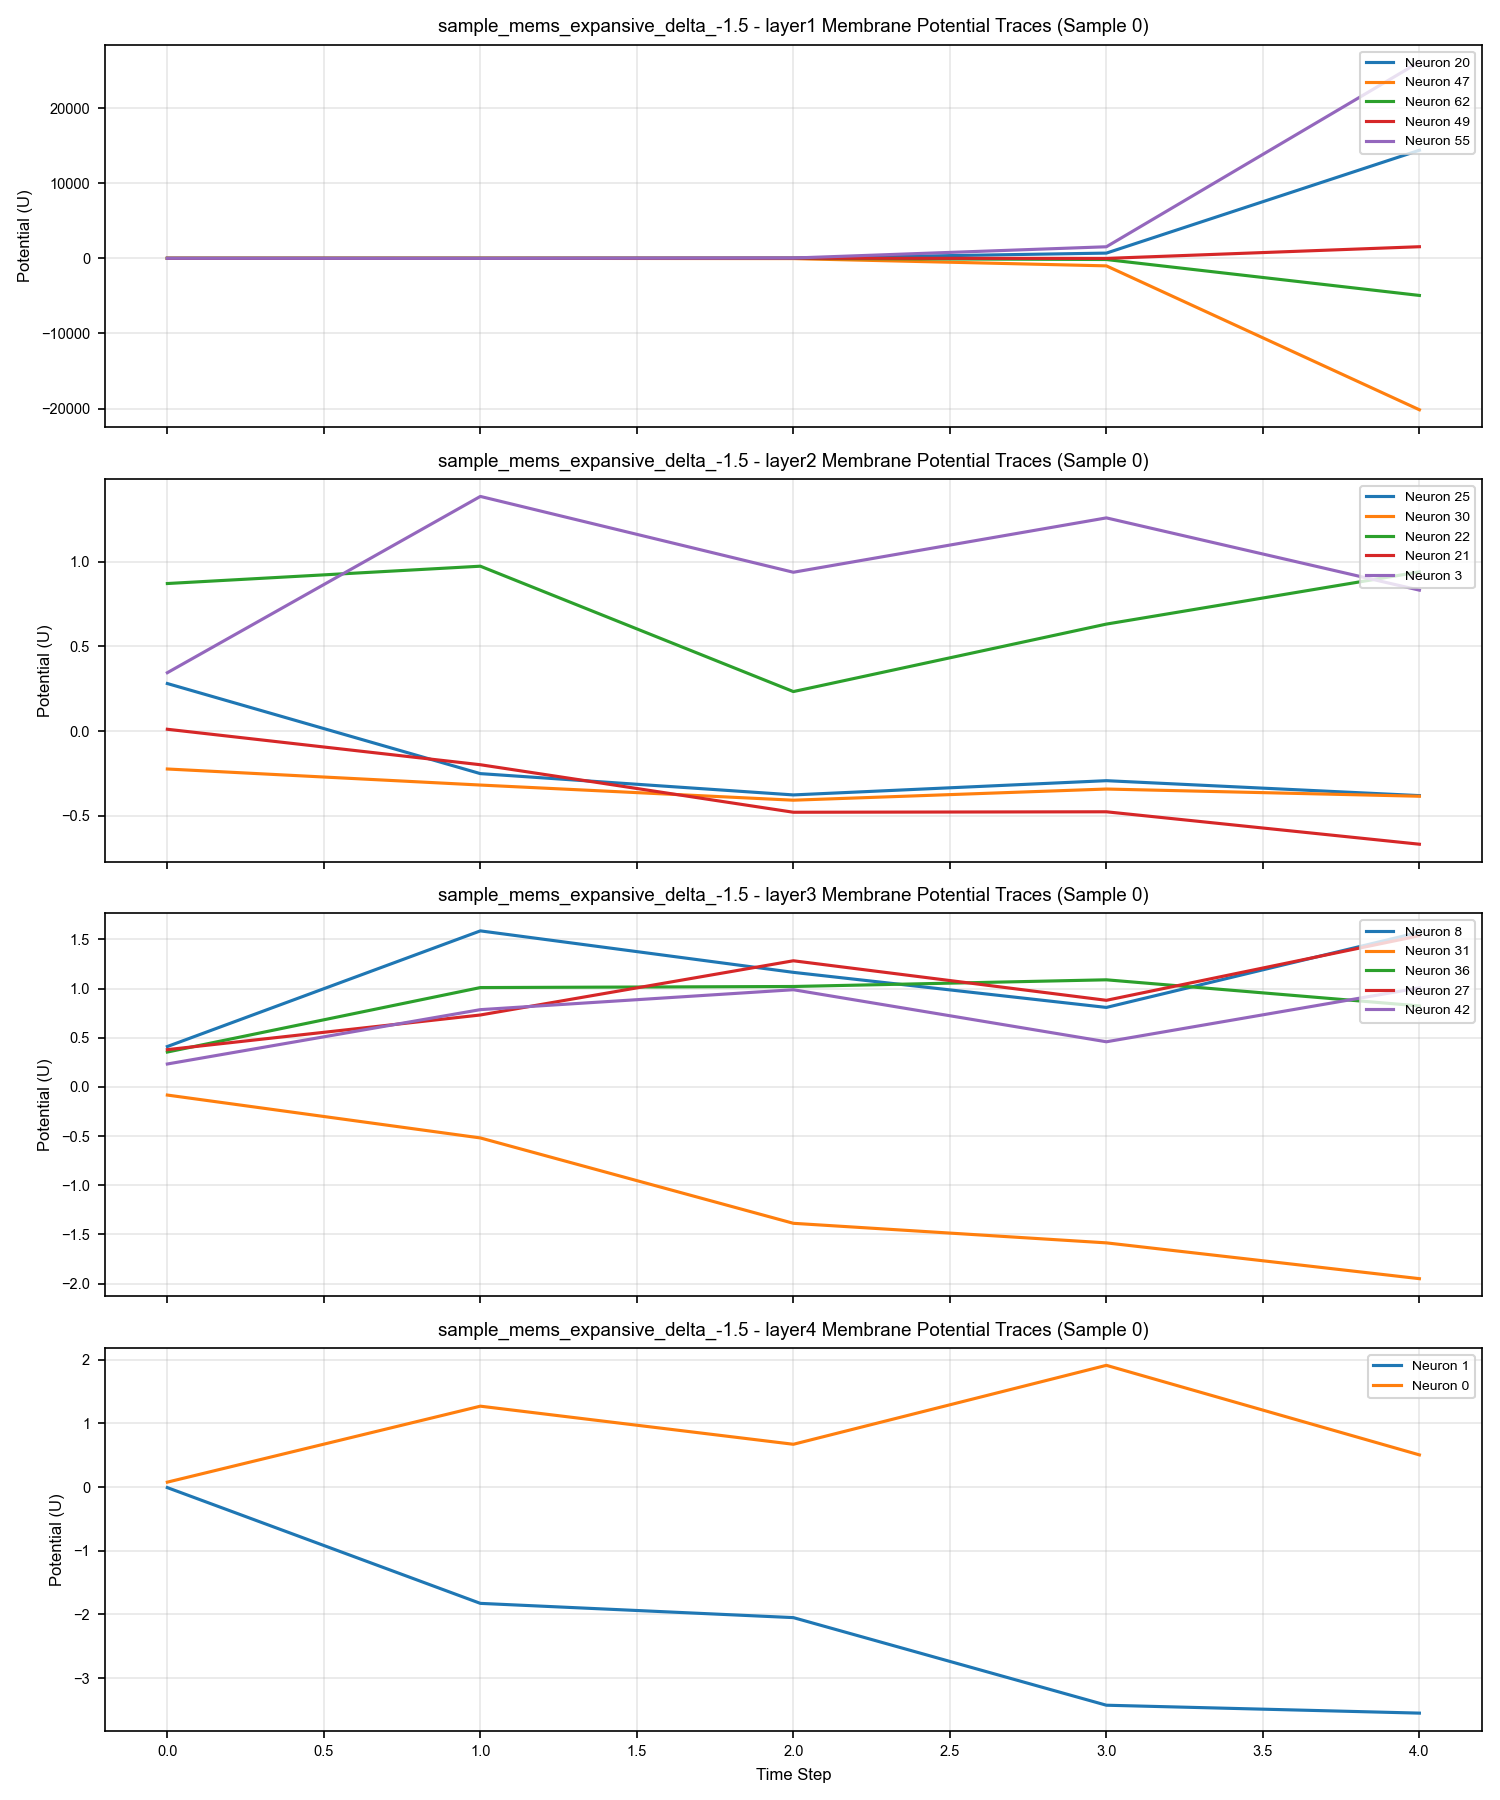 sample_mems_expansive_delta_-1.5 - layer1 Membrane Potential Traces (Sample 0)
Potential (U)
20000
10000
0
−10000
−20000
Neuron 20
Neuron 47
Neuron 62
Neuron 49
Neuron 55
sample_mems_expansive_delta_-1.5 - layer2 Membrane Potential Traces (Sample 0)
Potential (U)
1.0
0.5
0.0
−0.5
Neuron 25
Neuron 30
Neuron 22
Neuron 21
Neuron 3
sample_mems_expansive_delta_-1.5 - layer3 Membrane Potential Traces (Sample 0)
Potential (U)
1.5
1.0
0.5
0.0
−0.5
−1.0
−1.5
−2.0
Neuron 8
Neuron 31
Neuron 36
Neuron 27
Neuron 42
sample_mems_expansive_delta_-1.5 - layer4 Membrane Potential Traces (Sample 0)
Potential (U)
2
1
0
−1
−2
−3
Neuron 1
Neuron 0
0.0 0.5 1.0 1.5 2.0 2.5 3.0 3.5 4.0
Time Step